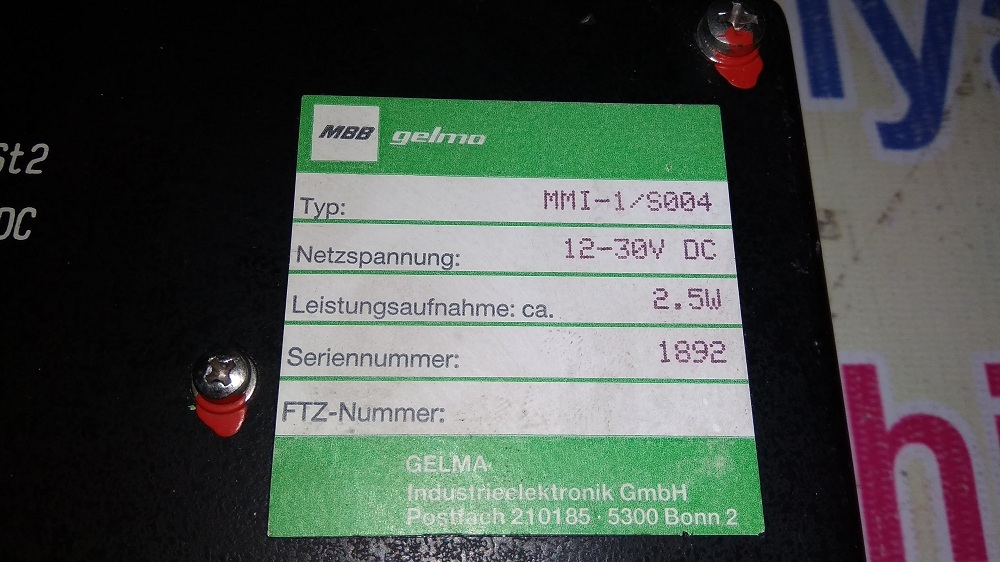 St2
DC
MBB gelma
Typ: MMI-1/S004
Netzspannung: 12-30V DC
Leistungsaufnahme: ca. 2.5W
Seriennummer: 1892
FTZ-Nummer:
GELMA
Industrieelektronik GmbH
Postfach 210185 · 5300 Bonn 2